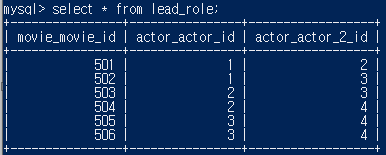 mysql> select * from lead_role;
+----------------+----------------+------------------+
| movie_movie_id | actor_actor_id | actor_actor_2_id |
+----------------+----------------+------------------+
|            501 |              1 |                2 |
|            502 |              1 |                3 |
|            503 |              2 |                3 |
|            504 |              2 |                4 |
|            505 |              3 |                4 |
|            506 |              3 |                4 |
+----------------+----------------+------------------+